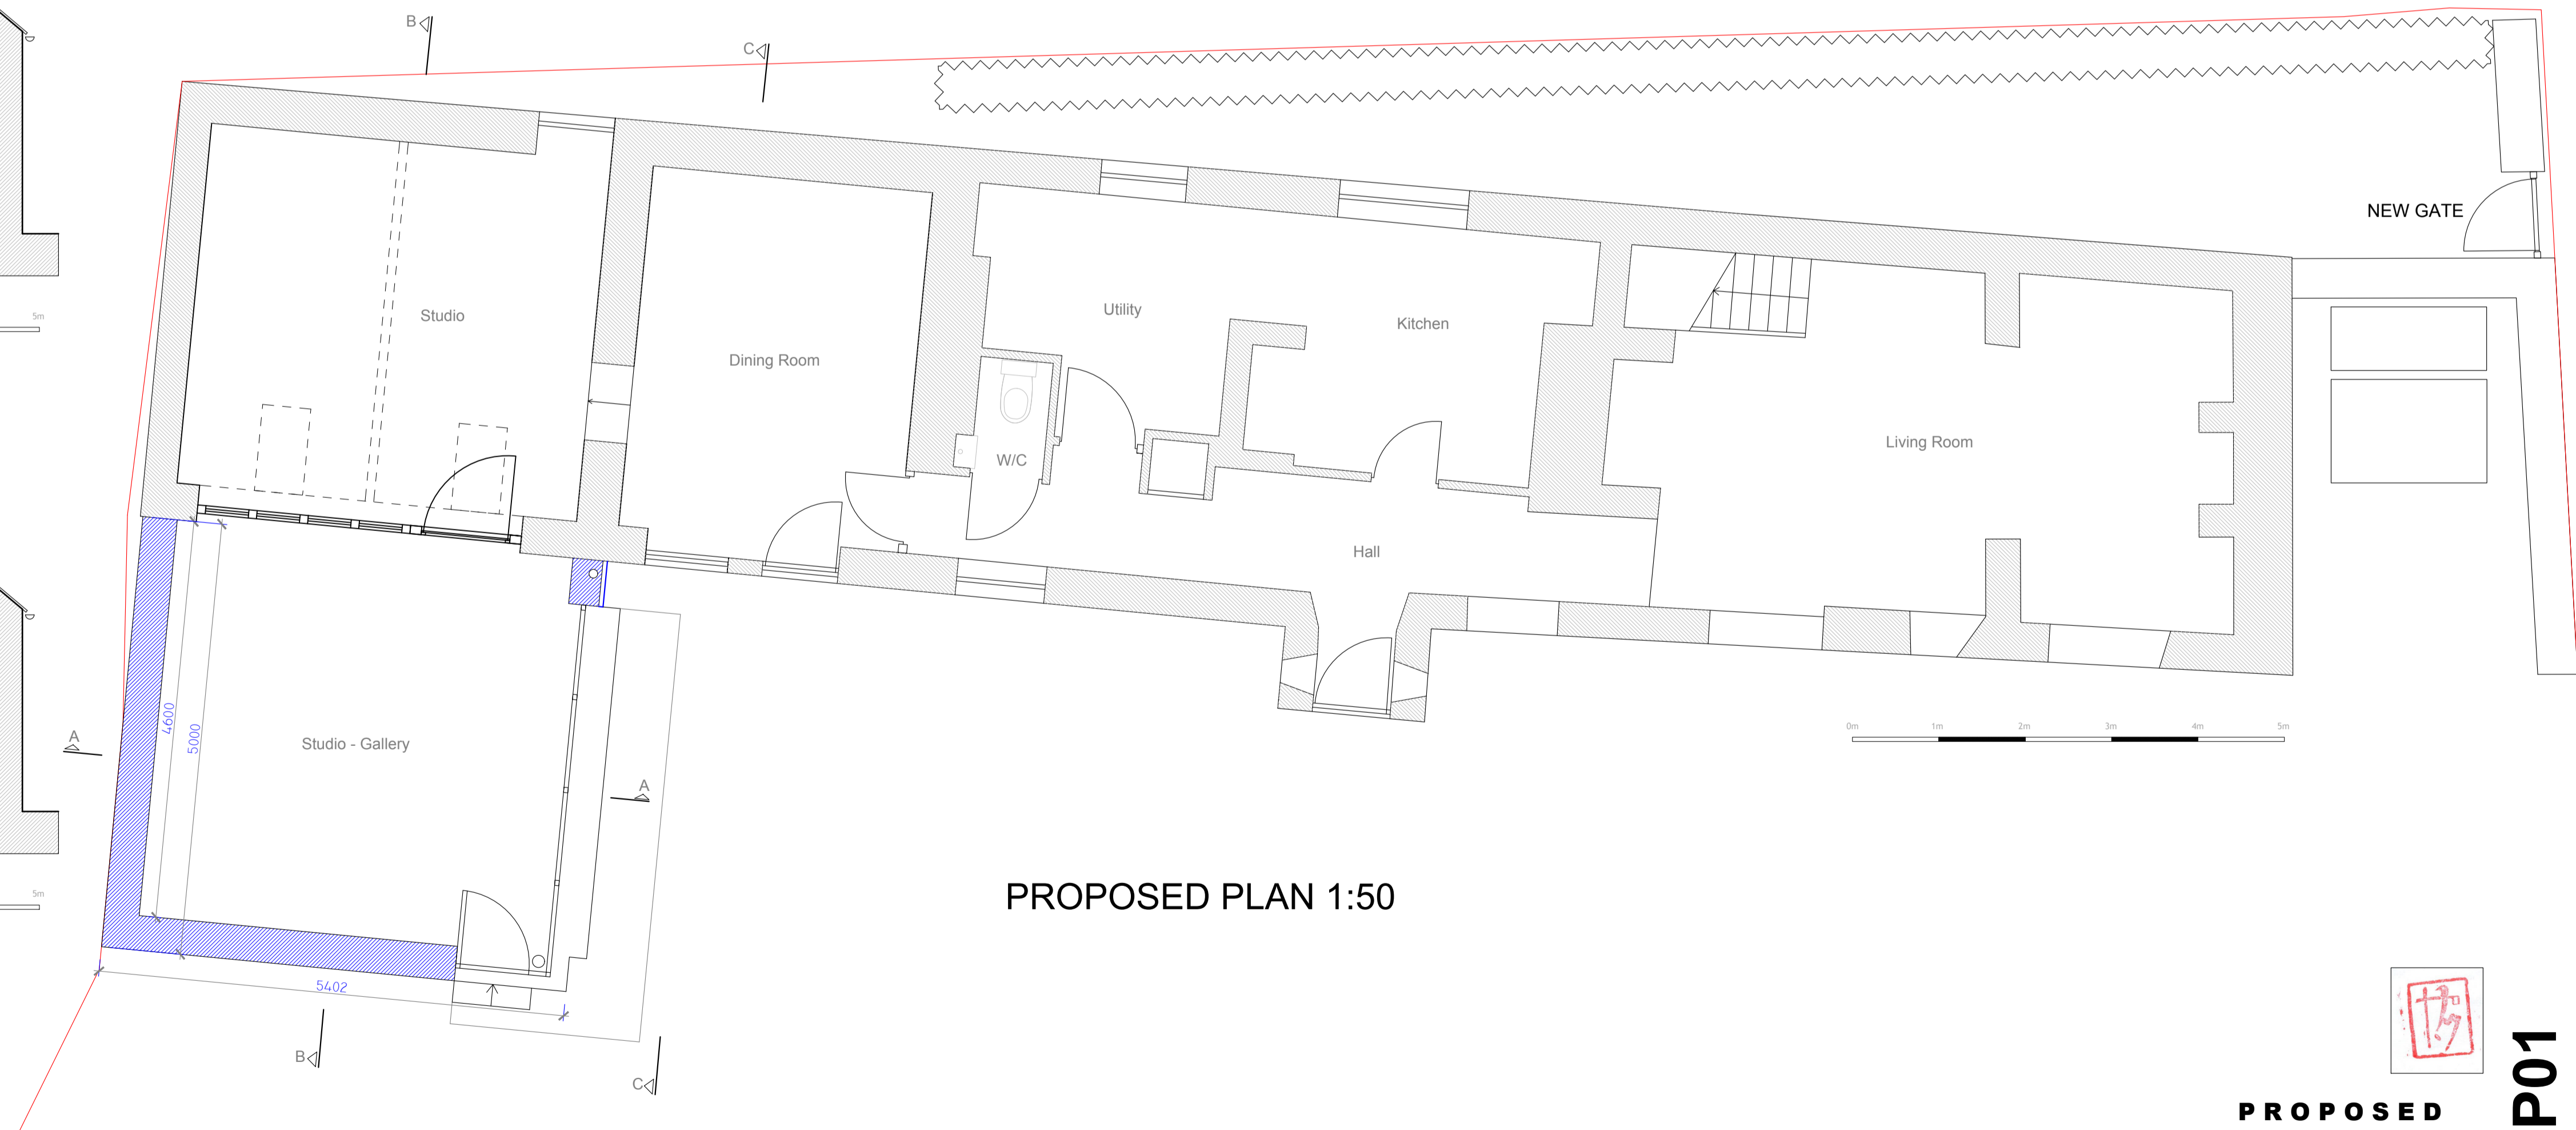 B
C
NEW GATE
5m
Studio
Utility
Kitchen
Dining Room
Living Room
W/C
Hall
4600
5000
A
Studio - Gallery
A
0m 1m 2m 3m 4m 5m
5m
PROPOSED PLAN 1:50
5402
B
C
PROPOSED
P01